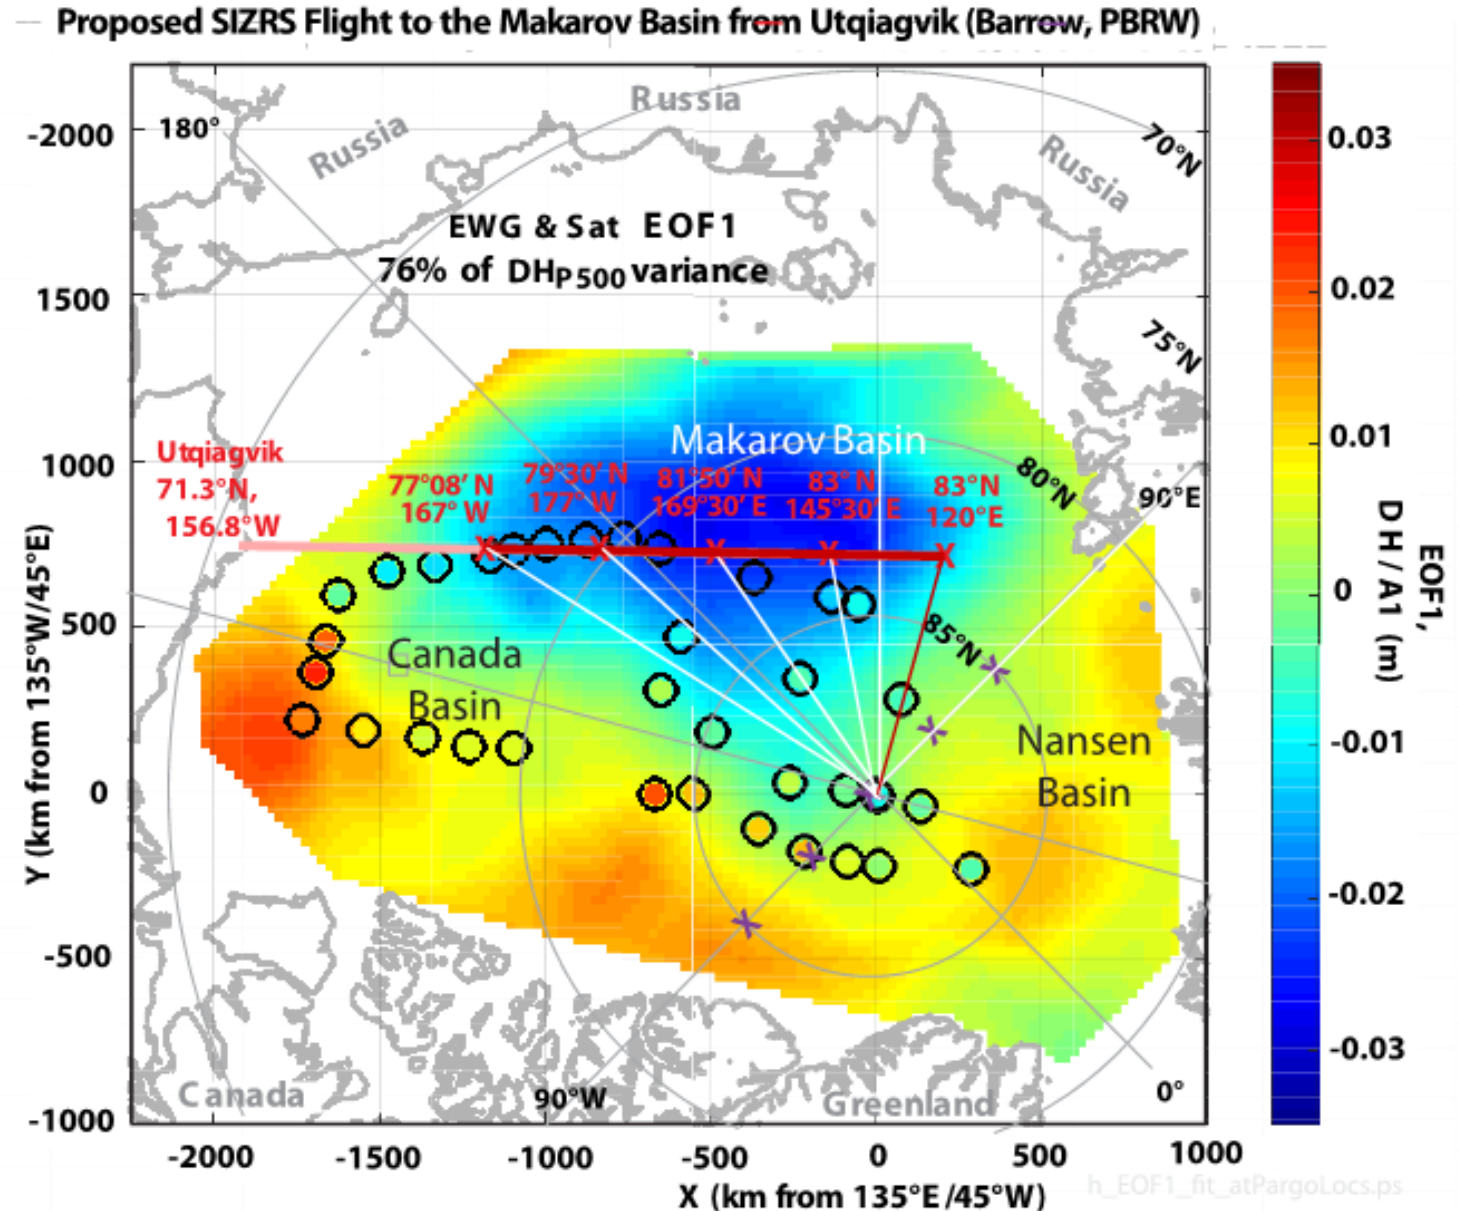 Proposed SIZRS Flight to the Makarov Basin from Utqiagvik (Barrow, PBRW)
Russia
180°
Russia
70°N
Russia
EWG & Sat EOF1
76% of DHP500 variance
75°N
Makarov Basin
80°N
90°E
Utqiagvik
71.3°N,
156.8°W
77°08' N
167° W
79°30' N
177° W
81°50' N
169°30' E
83° N
145°30' E
83°N
120°E
85°N
Canada
Basin
Nansen
Basin
Canada
90°W
Greenland
0°
-2000
1500
1000
500
0
-500
-1000
Y (km from 135°W/45°E)
-2000
-1500
-1000
-500
0
500
1000
X (km from 135°E/45°W)
0.03
0.02
0.01
0
-0.01
-0.02
-0.03
EOF1,
DH / A1 (m)
h_EOF1_fit_atPargoLocs.ps